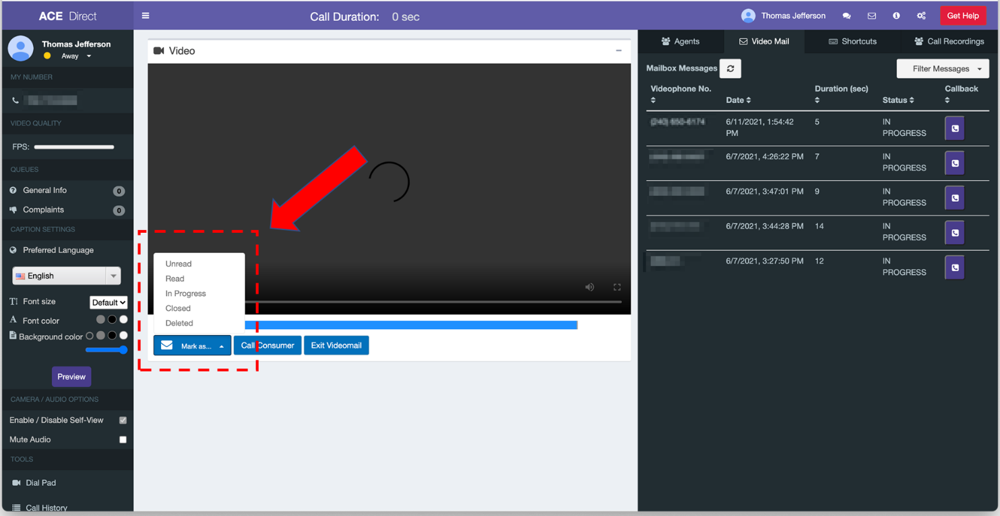 ACE Direct
Call Duration: 0 sec
Thomas Jefferson
Get Help
Thomas Jefferson
Away
MY NUMBER
VIDEO QUALITY
FPS:
QUEUES
General Info 0
Complaints 0
CAPTION SETTINGS
Preferred Language
English
Font size Default
Font color
Background color
Preview
CAMERA / AUDIO OPTIONS
Enable / Disable Self-View
Mute Audio
TOOLS
Dial Pad
Call History
Video
Unread
Read
In Progress
Closed
Deleted
Mark as...
Call Consumer
Exit Videomail
Agents
Video Mail
Shortcuts
Call Recordings
Mailbox Messages
Filter Messages
Videophone No. Date Duration (sec) Status Callback
6/11/2021, 1:54:42 PM 5 IN PROGRESS
6/7/2021, 4:26:22 PM 7 IN PROGRESS
6/7/2021, 3:47:01 PM 9 IN PROGRESS
6/7/2021, 3:44:28 PM 14 IN PROGRESS
6/7/2021, 3:27:50 PM 12 IN PROGRESS